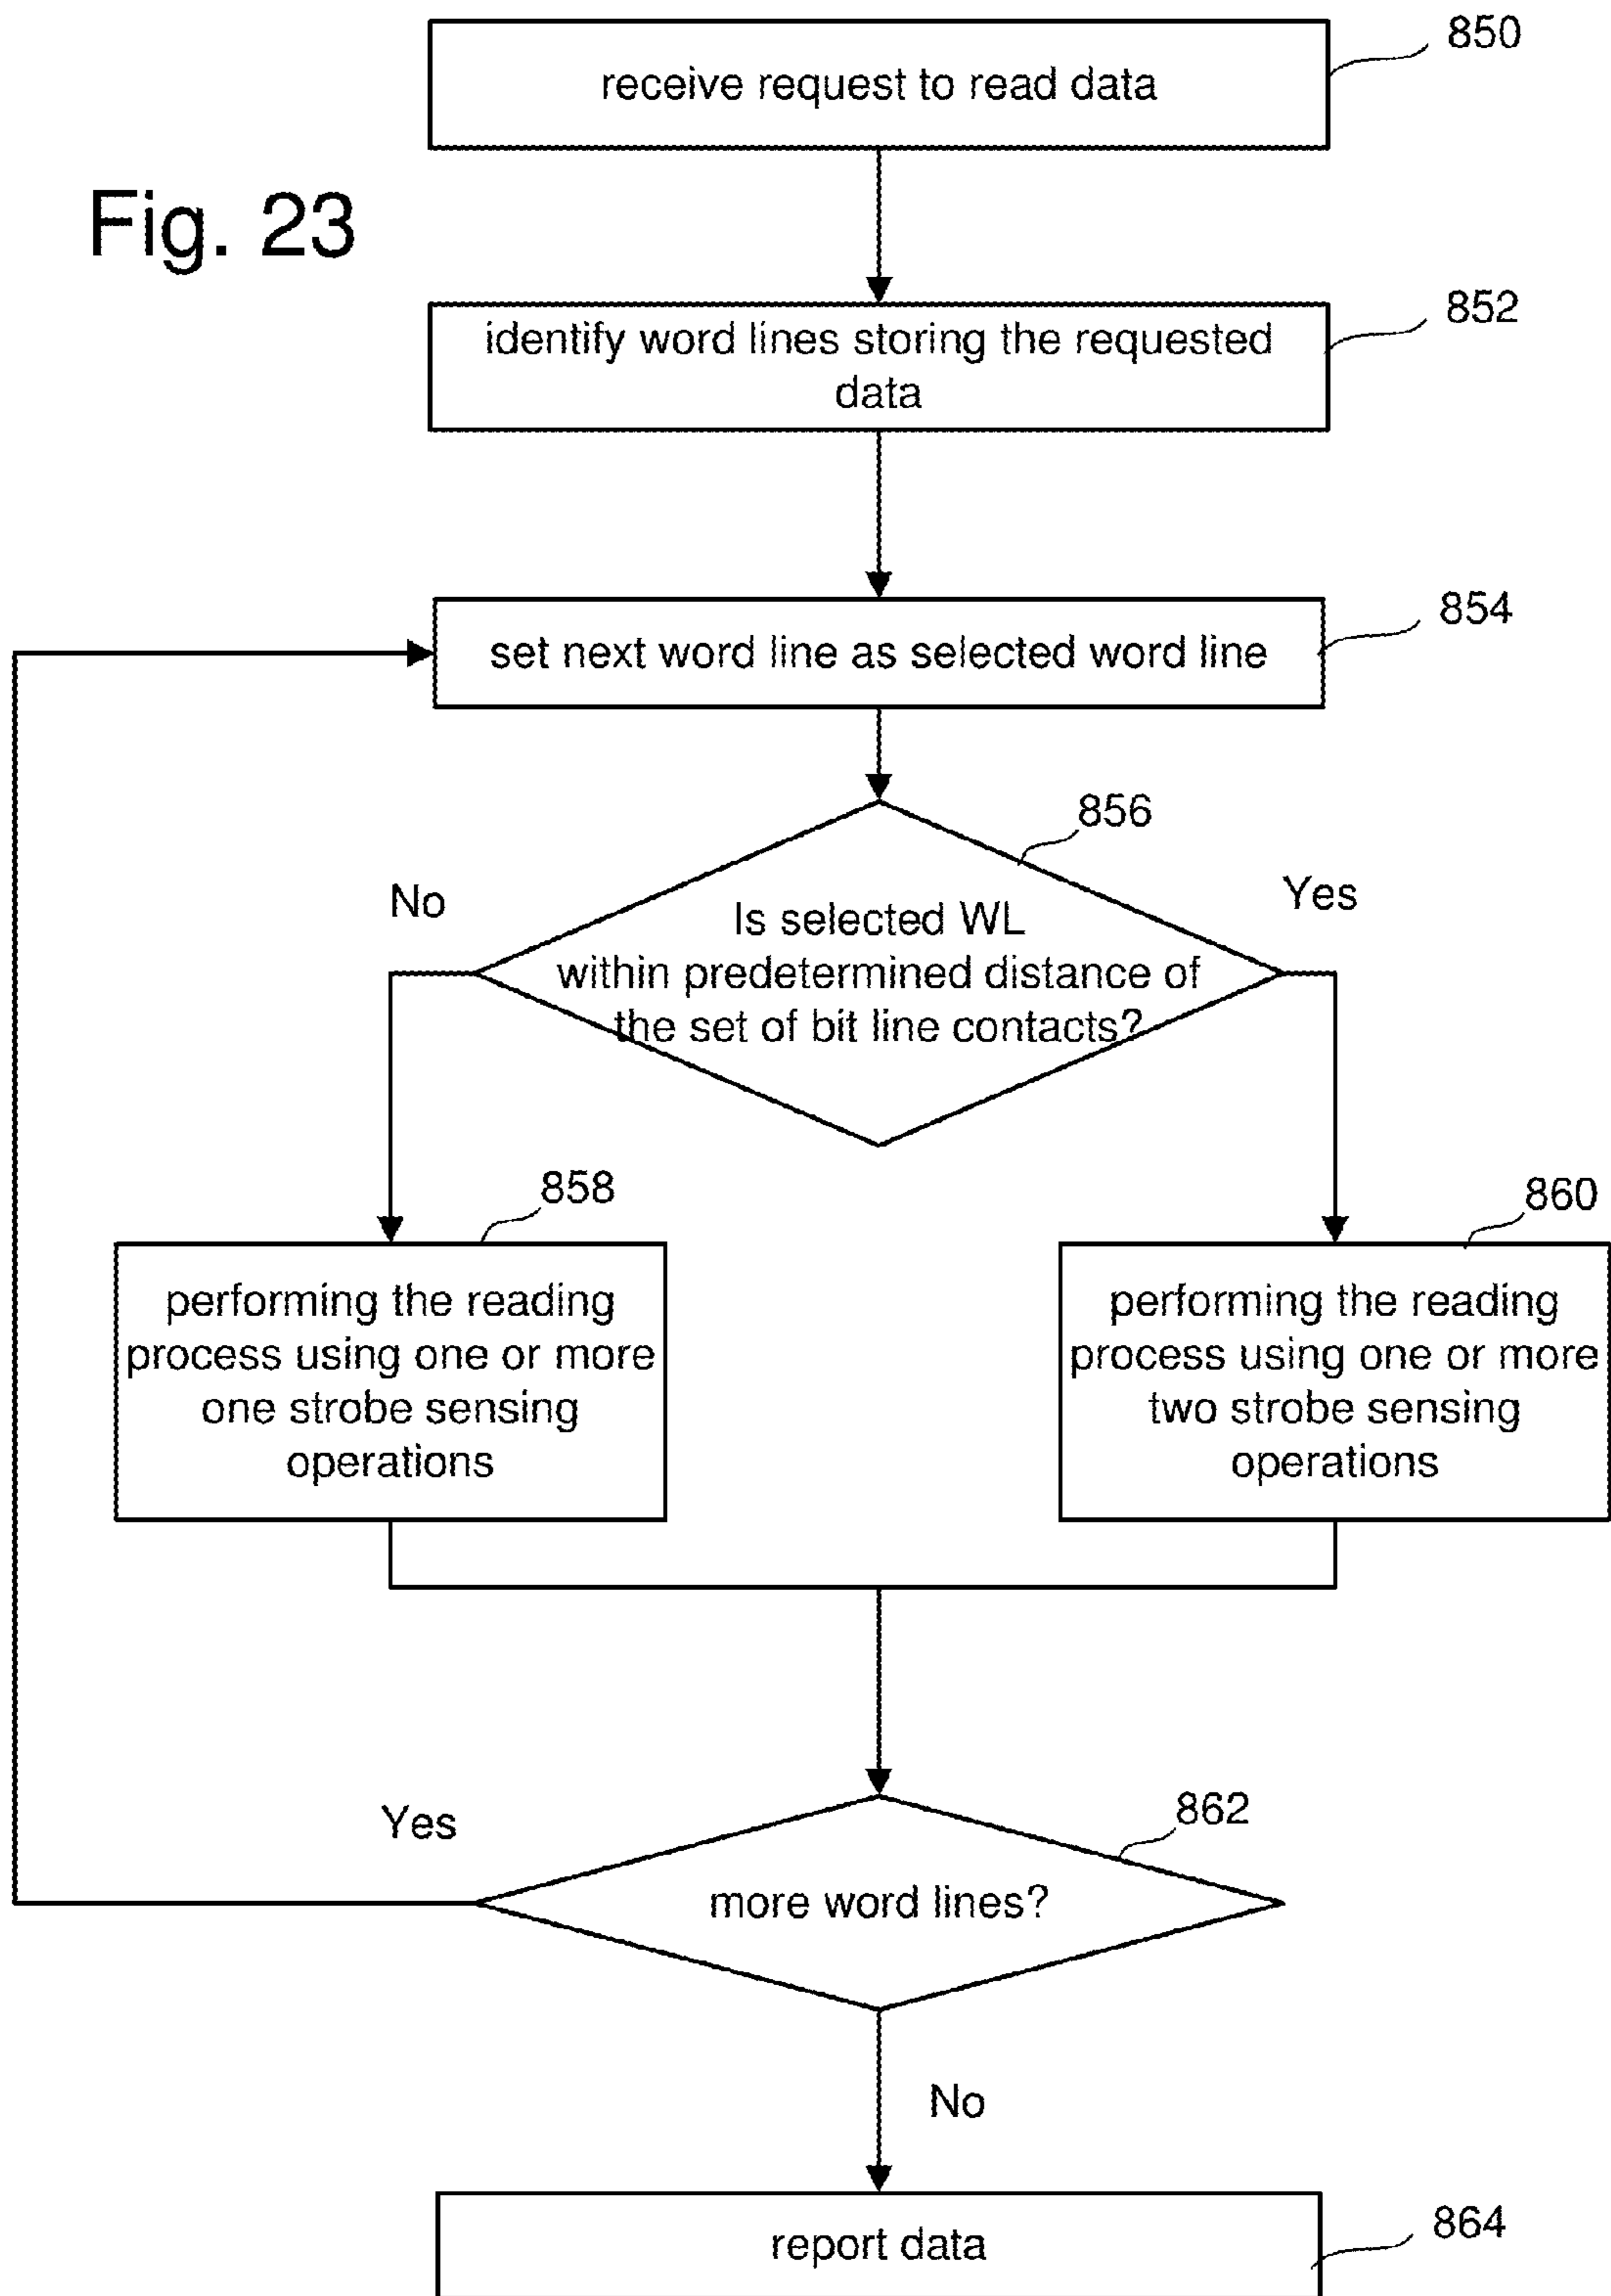 850
receive request to read data
Fig. 23
852
identify word lines storing the requested
data
854
set next word line as selected word line
856
No
Yes
Is selected WL
within predetermined distance of
the set of bit line contacts?
858
860
performing the reading
process using one or more
one strobe sensing
operations
performing the reading
process using one or more
two strobe sensing
operations
862
Yes
more word lines?
No
864
report data